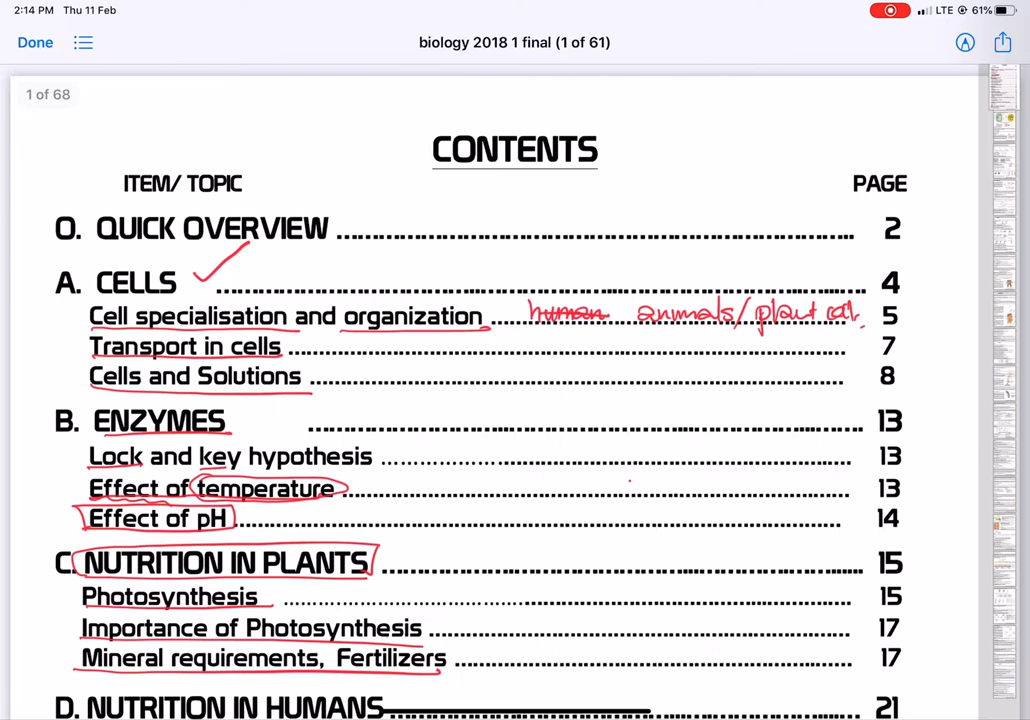 2:14 PM Thu 11 Feb LTE 61%
Done biology 2018 1 final (1 of 61)
1 of 68
CONTENTS
ITEM/ TOPIC PAGE
O. QUICK OVERVIEW 2
A. CELLS 4
Cell specialisation and organization human animals/plant 5
Transport in cells 7
Cells and Solutions 8
B. ENZYMES 13
Lock and key hypothesis 13
Effect of temperature 13
Effect of pH 14
C. NUTRITION IN PLANTS 15
Photosynthesis 15
Importance of Photosynthesis 17
Mineral requirements, Fertilizers 17
D. NUTRITION IN HUMANS 21